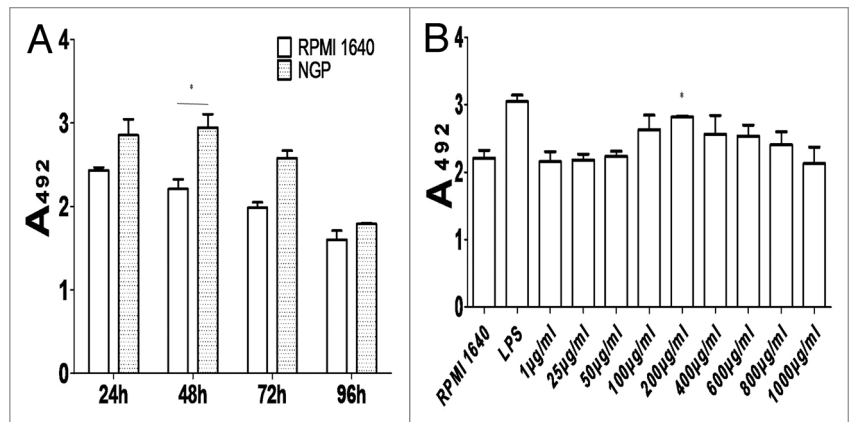 A
RPMI 1640
NGP
*
4
3
2
1
0
A492
24h 48h 72h 96h
B
*
4
3
2
1
0
A492
RPMI 1640 LPS 1µg/ml 25µg/ml 50µg/ml 100µg/ml 200µg/ml 400µg/ml 600µg/ml 800µg/ml 1000µg/ml